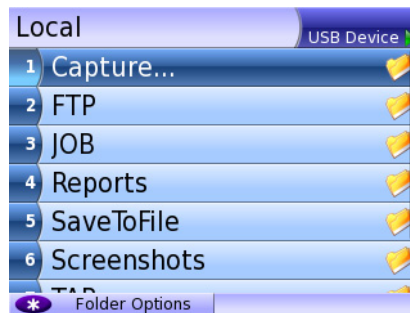 Local
USB Device
1 Capture...
2 FTP
3 JOB
4 Reports
5 SaveToFile
6 Screenshots
* Folder Options